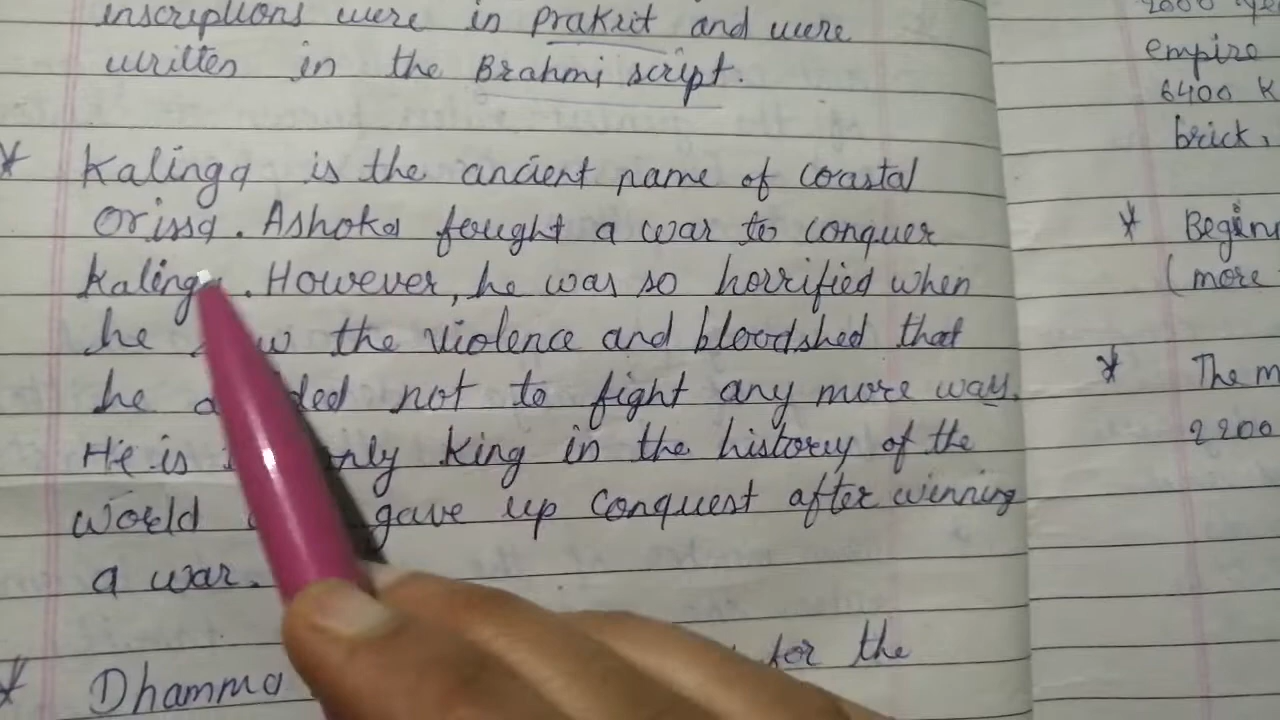 inscriptions were in Prakrit and were
written in the Brahmi script.
* Kalinga is the ancient name of coastal
Orissa. Ashoka fought a war to conquer
Kalinga. However, he was so horrified when
he the violence and bloodshed that
he not to fight any more way.
He is only King in the history of the
world gave up conquest after winning
a war.
* Dhamma for the
empire
6400 K
brick,
* Begin
(more
* The m
2200